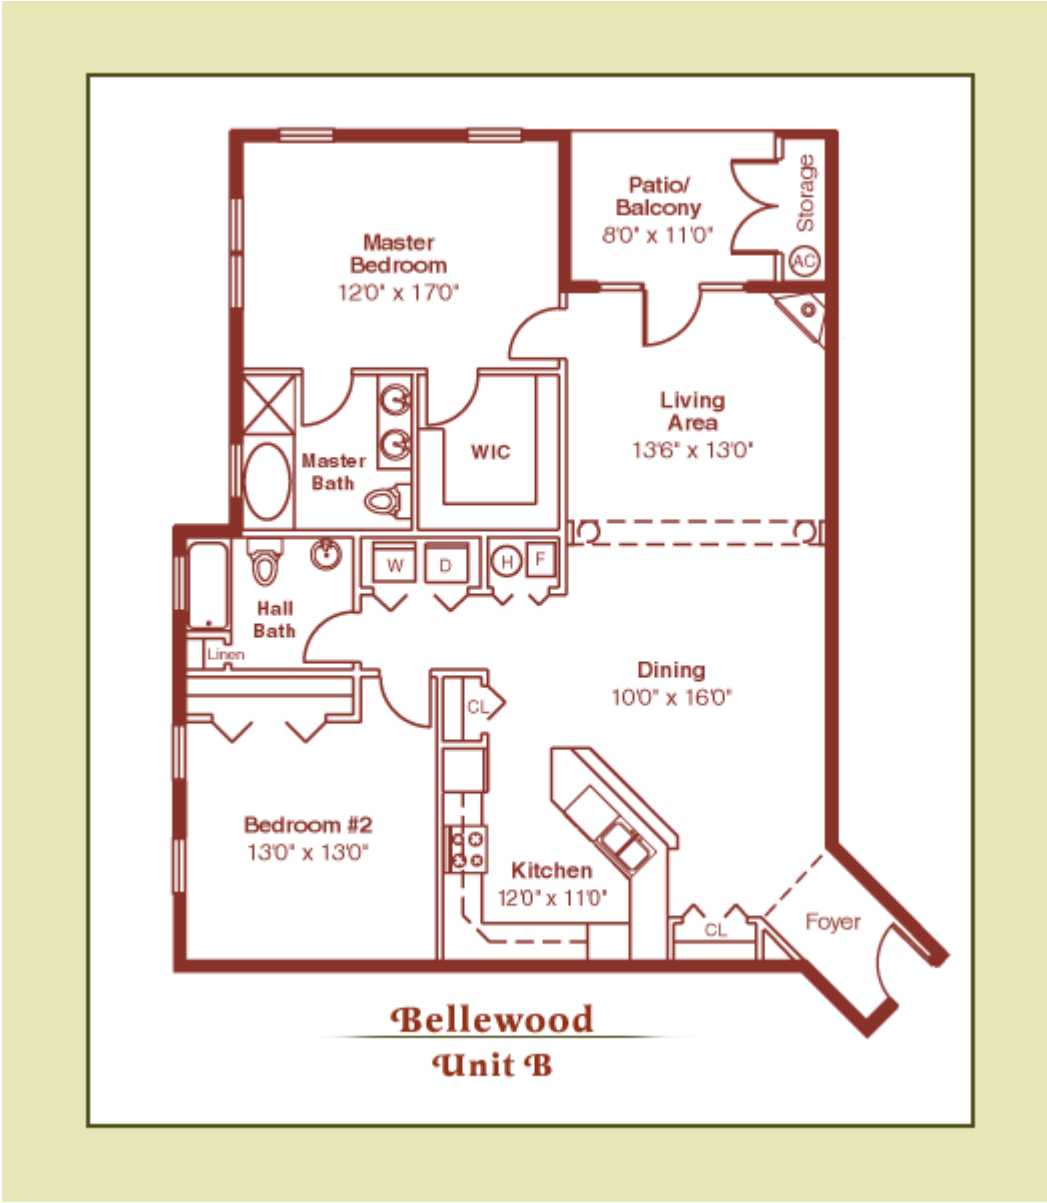 Patio/
Balcony
8'0" x 11'0"
Storage
AC
Master
Bedroom
12'0" x 17'0"
Living
Area
13'6" x 13'0"
WIC
Master
Bath
W
D
H
F
Hall
Bath
Linen
Dining
10'0" x 16'0"
CL
Bedroom #2
13'0" x 13'0"
Kitchen
12'0" x 11'0"
CL
Foyer
Bellewood
Unit B